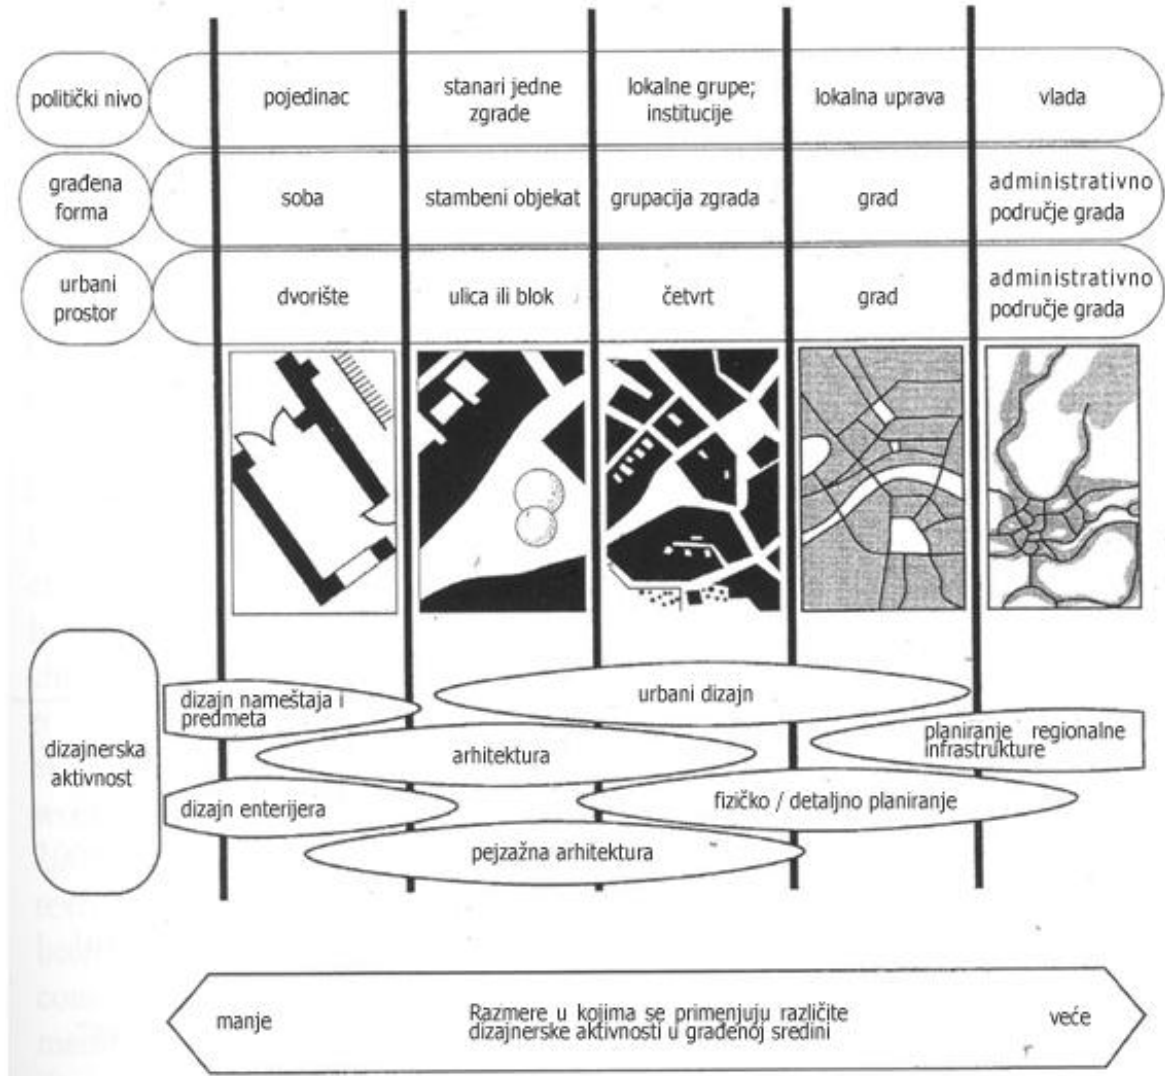 politički nivo
pojedinac
stanari jedne
zgrade
lokalne grupe;
institucije
lokalna uprava
vlada
građena
forma
soba
stambeni objekat
grupacija zgrada
grad
administrativno
područje grada
urbani
prostor
dvorište
ulica ili blok
četvrt
grad
administrativno
područje grada
dizajnerska
aktivnost
dizajn nameštaja i
predmeta
urbani dizajn
arhitektura
planiranje regionalne
infrastrukture
dizajn enterijera
fizičko / detaljno planiranje
pejzažna arhitektura
manje
Razmere u kojima se primenjuju različite
dizajnerske aktivnosti u građenoj sredini
veće